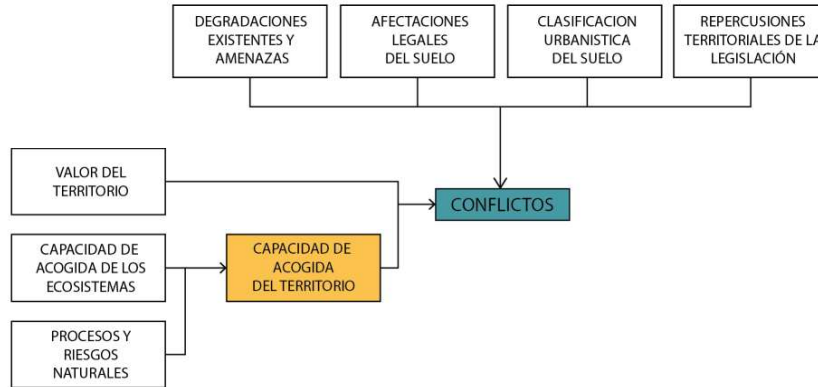 DEGRADACIONES
EXISTENTES Y
AMENAZAS
AFECTACIONES
LEGALES
DEL SUELO
CLASIFICACION
URBANISTICA
DEL SUELO
REPERCUSIONES
TERRITORIALES DE LA
LEGISLACIÓN
VALOR DEL
TERRITORIO
CONFLICTOS
CAPACIDAD DE
ACOGIDA DE LOS
ECOSISTEMAS
CAPACIDAD DE
ACOGIDA
DEL TERRITORIO
PROCESOS Y
RIESGOS
NATURALES